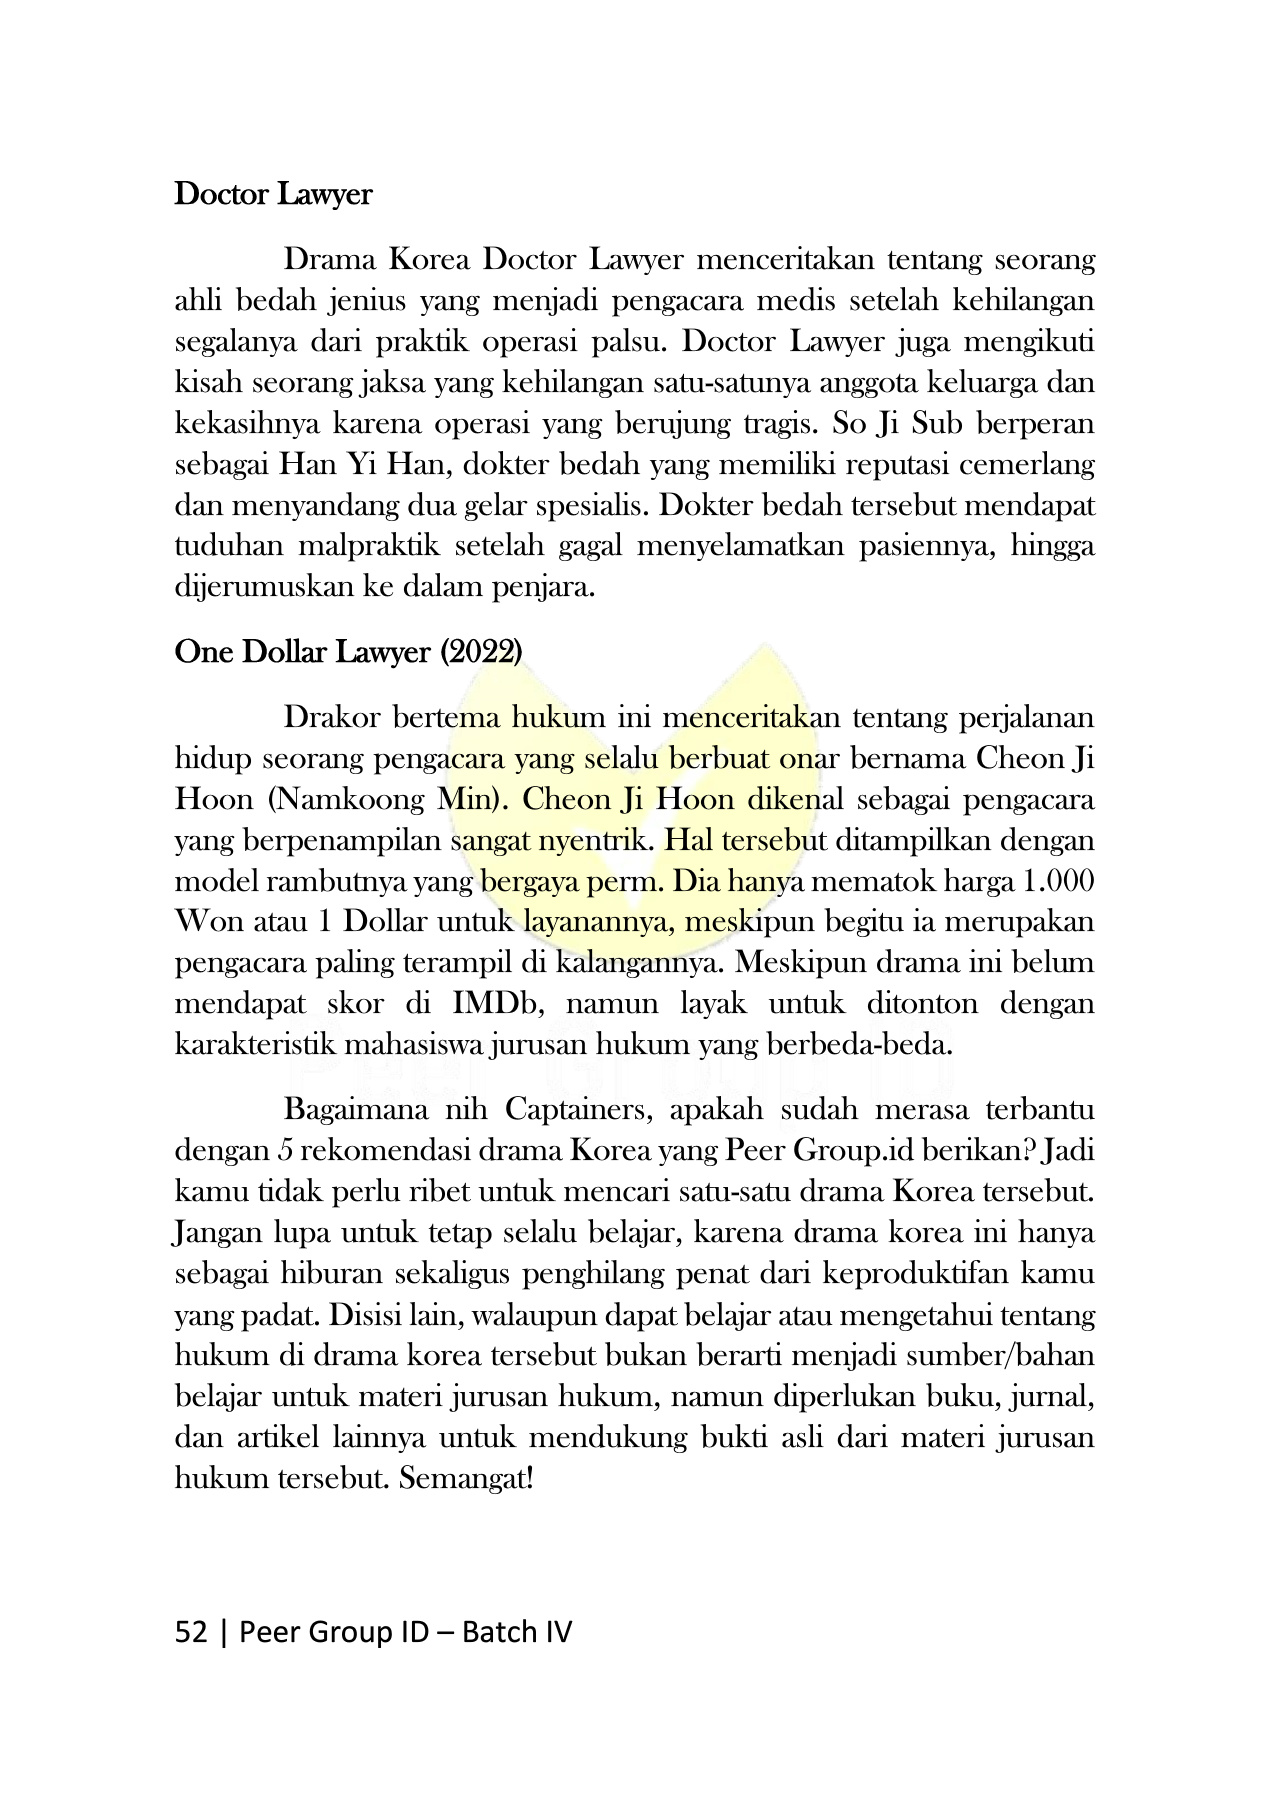 Doctor Lawyer
Drama Korea Doctor Lawyer menceritakan tentang seorang
ahli bedah jenius yang menjadi pengacara medis setelah kehilangan
segalanya dari praktik operasi palsu. Doctor Lawyer juga mengikuti
kisah seorang jaksa yang kehilangan satu-satunya anggota keluarga dan
kekasihnya karena operasi yang berujung tragis. So Ji Sub berperan
sebagai Han Yi Han, dokter bedah yang memiliki reputasi cemerlang
dan menyandang dua gelar spesialis. Dokter bedah tersebut mendapat
tuduhan malpraktik setelah gagal menyelamatkan pasiennya, hingga
dijerumuskan ke dalam penjara.
One Dollar Lawyer (2022)
Drakor bertema hukum ini menceritakan tentang perjalanan
hidup seorang pengacara yang selalu berbuat onar bernama Cheon Ji
Hoon (Namkoong Min). Cheon Ji Hoon dikenal sebagai pengacara
yang berpenampilan sangat nyentrik. Hal tersebut ditampilkan dengan
model rambutnya yang bergaya perm. Dia hanya mematok harga 1.000
Won atau 1 Dollar untuk layanannya, meskipun begitu ia merupakan
pengacara paling terampil di kalangannya. Meskipun drama ini belum
mendapat skor di IMDb, namun layak untuk ditonton dengan
karakteristik mahasiswa jurusan hukum yang berbeda-beda.
Bagaimana nih Captainers, apakah sudah merasa terbantu
dengan 5 rekomendasi drama Korea yang Peer Group.id berikan? Jadi
kamu tidak perlu ribet untuk mencari satu-satu drama Korea tersebut.
Jangan lupa untuk tetap selalu belajar, karena drama korea ini hanya
sebagai hiburan sekaligus penghilang penat dari keproduktifan kamu
yang padat. Disisi lain, walaupun dapat belajar atau mengetahui tentang
hukum di drama korea tersebut bukan berarti menjadi sumber/bahan
belajar untuk materi jurusan hukum, namun diperlukan buku, jurnal,
dan artikel lainnya untuk mendukung bukti asli dari materi jurusan
hukum tersebut. Semangat!
52 | Peer Group ID – Batch IV